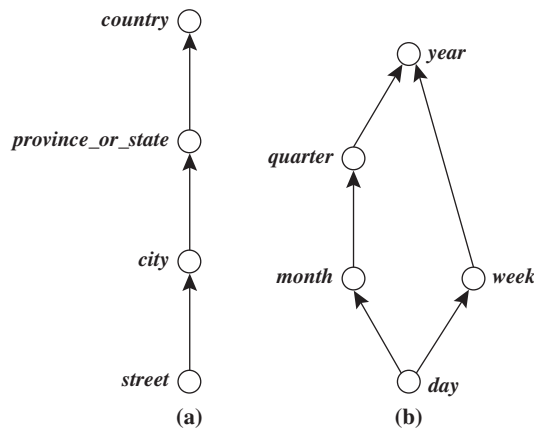 country
province_or_state
city
street
(a)
year
quarter
month
week
day
(b)